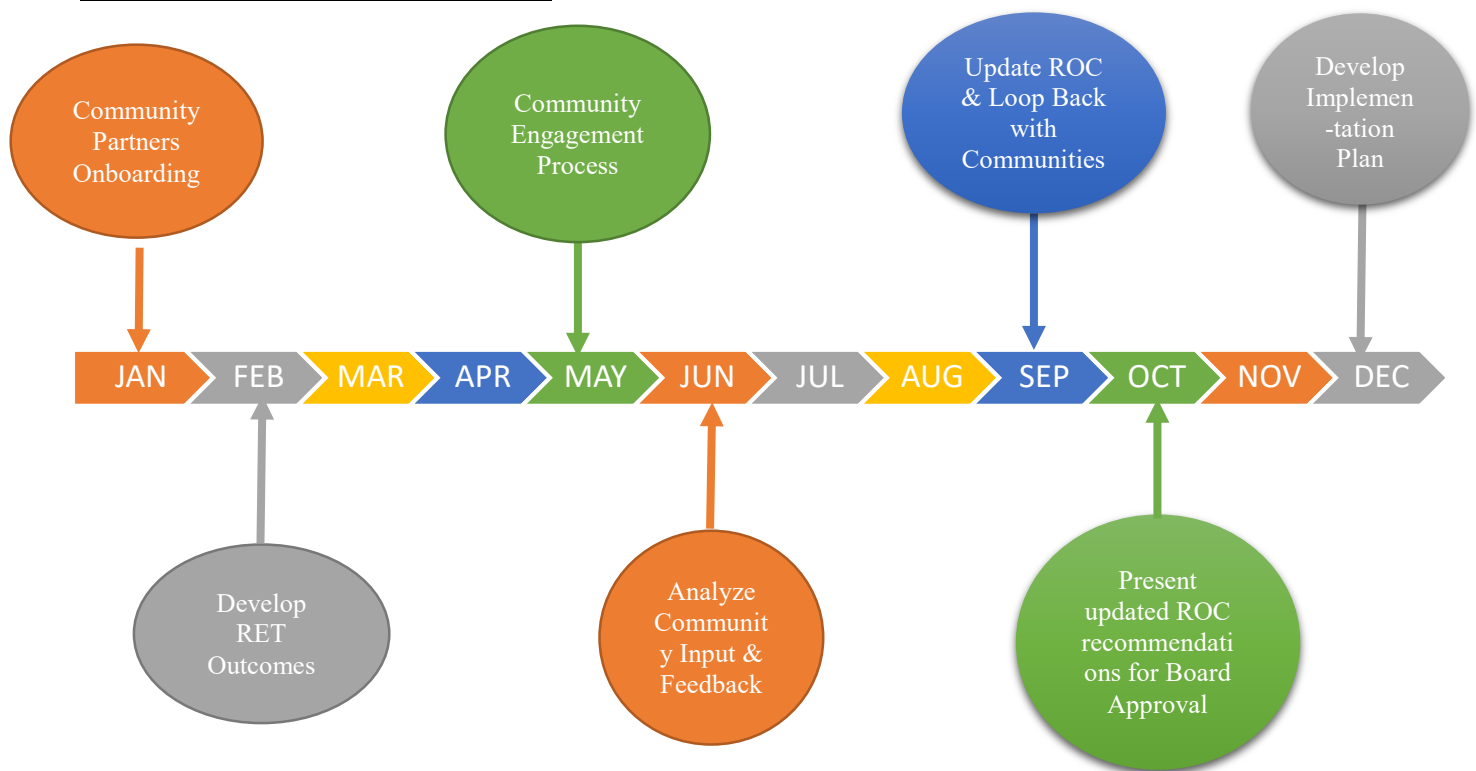 Community
Partners
Onboarding
Community
Engagement
Process
Update ROC
& Loop Back
with
Communities
Develop
Implemen
-tation
Plan
JAN
FEB
MAR
APR
MAY
JUN
JUL
AUG
SEP
OCT
NOV
DEC
Develop
RET
Outcomes
Analyze
Communit
y Input &
Feedback
Present
updated ROC
recommendati
ons for Board
Approval